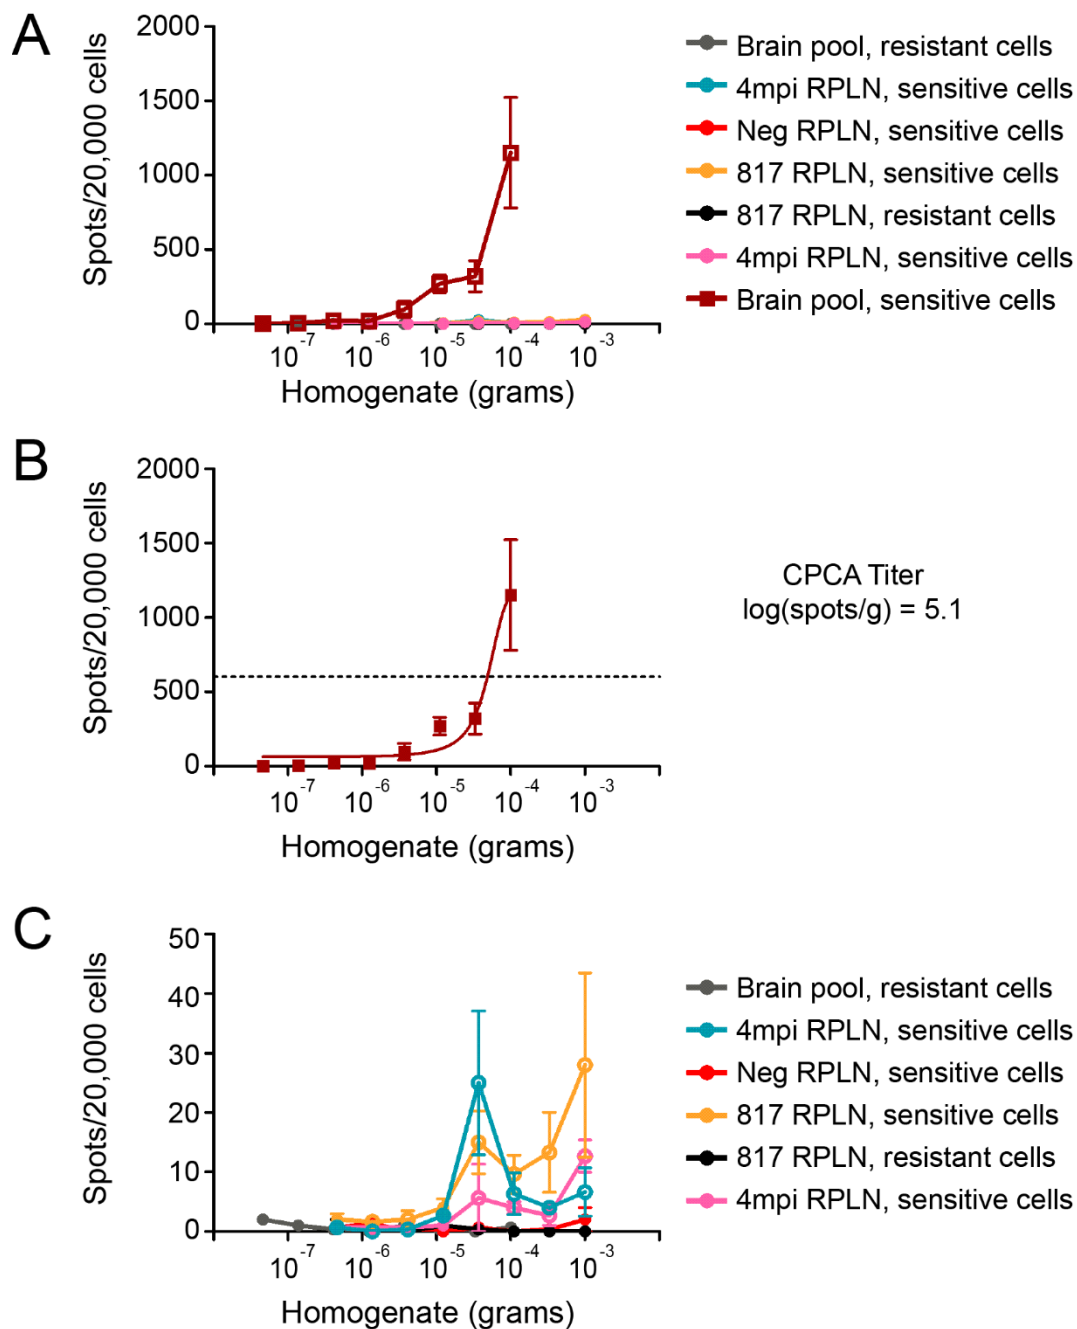 A
Spots/20,000 cells
2000
1500
1000
500
0
10-7
10-6
10-5
10-4
10-3
Homogenate (grams)
Brain pool, resistant cells
4mpi RPLN, sensitive cells
Neg RPLN, sensitive cells
817 RPLN, sensitive cells
817 RPLN, resistant cells
4mpi RPLN, sensitive cells
Brain pool, sensitive cells
B
Spots/20,000 cells
2000
1500
1000
500
0
10-7
10-6
10-5
10-4
10-3
Homogenate (grams)
CPCA Titer
log(spots/g) = 5.1
C
Spots/20,000 cells
50
40
30
20
10
0
10-7
10-6
10-5
10-4
10-3
Homogenate (grams)
Brain pool, resistant cells
4mpi RPLN, sensitive cells
Neg RPLN, sensitive cells
817 RPLN, sensitive cells
817 RPLN, resistant cells
4mpi RPLN, sensitive cells